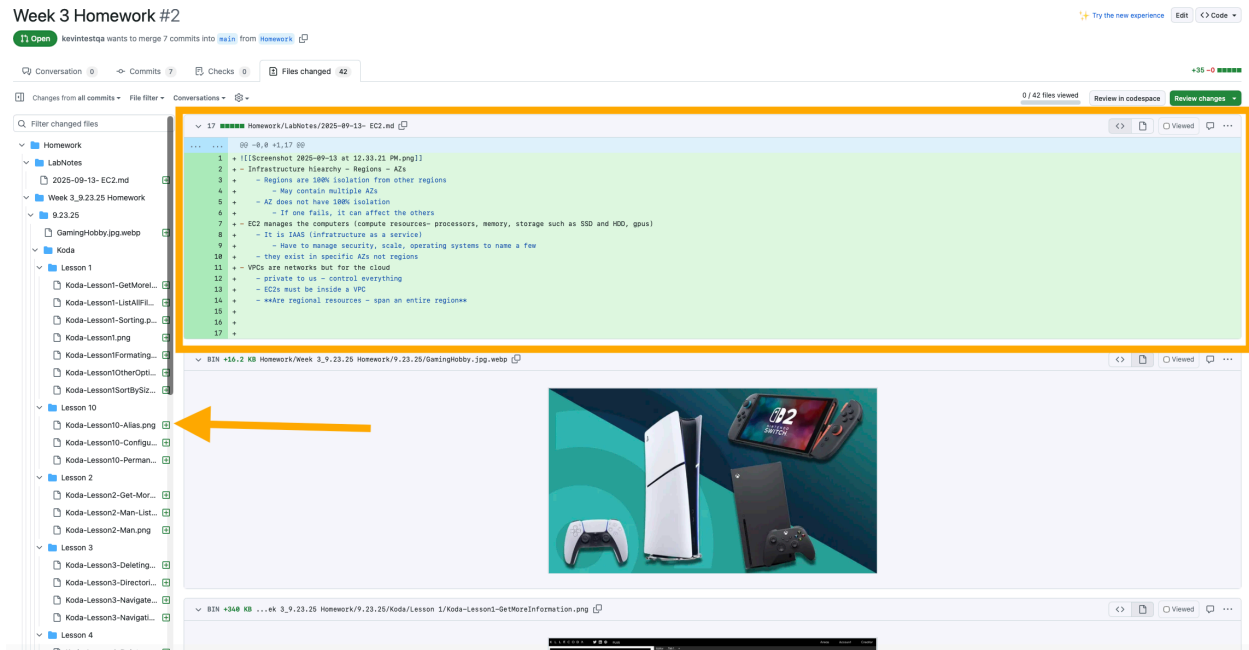 Week 3 Homework #2
Try the new experience Edit <> Code
Open kevintestqa wants to merge 7 commits into main from Homework
Conversation 0 Commits 7 Checks 0 Files changed 42
+35 −0
Changes from all commits File filter Conversations
0 / 42 files viewed Review in codespace Review changes
Filter changed files
Homework
LabNotes
2025-09-13- EC2.md
Week 3_9.23.25 Homework
9.23.25
GamingHobby.jpg.webp
Koda
Lesson 1
Koda-Lesson1-GetMoreI...
Koda-Lesson1-ListAllFil...
Koda-Lesson1-Sorting.p...
Koda-Lesson1.png
Koda-Lesson1Formating...
Koda-Lesson1OtherOpti...
Koda-Lesson1SortBySiz...
Lesson 10
Koda-Lesson10-Alias.png
Koda-Lesson10-Configu...
Koda-Lesson10-Perman...
Lesson 2
Koda-Lesson2-Get-Mor...
Koda-Lesson2-Man-List...
Koda-Lesson2-Man.png
Lesson 3
Koda-Lesson3-Deleting...
Koda-Lesson3-Directori...
Koda-Lesson3-Navigate...
Koda-Lesson3-Navigati...
Lesson 4
17 Homework/LabNotes/2025-09-13- EC2.md
Viewed
... ... @@ -0,0 +1,17 @@
1 + ![[Screenshot 2025-09-13 at 12.33.21 PM.png]]
2 + - Infrastructure hiearchy - Regions - AZs
3 + - Regions are 100% isolation from other regions
4 + - May contain multiple AZs
5 + - AZ does not have 100% isolation
6 + - If one fails, it can affect the others
7 + - EC2 manages the computers (compute resources- processors, memory, storage such as SSD and HDD, gpus)
8 + - It is IAAS (infratructure as a service)
9 + - Have to manage security, scale, operating systems to name a few
10 + - they exist in specific AZs not regions
11 + - VPCs are networks but for the cloud
12 + - private to us - control everything
13 + - EC2s must be inside a VPC
14 + - **Are regional resources - span an entire region**
15 +
16 +
17 +
BIN +16.2 KB Homework/Week 3_9.23.25 Homework/9.23.25/GamingHobby.jpg.webp
Viewed
2
NINTENDO
SWITCH
BIN +340 KB ...ek 3_9.23.25 Homework/9.23.25/Koda/Lesson 1/Koda-Lesson1-GetMoreInformation.png
Viewed